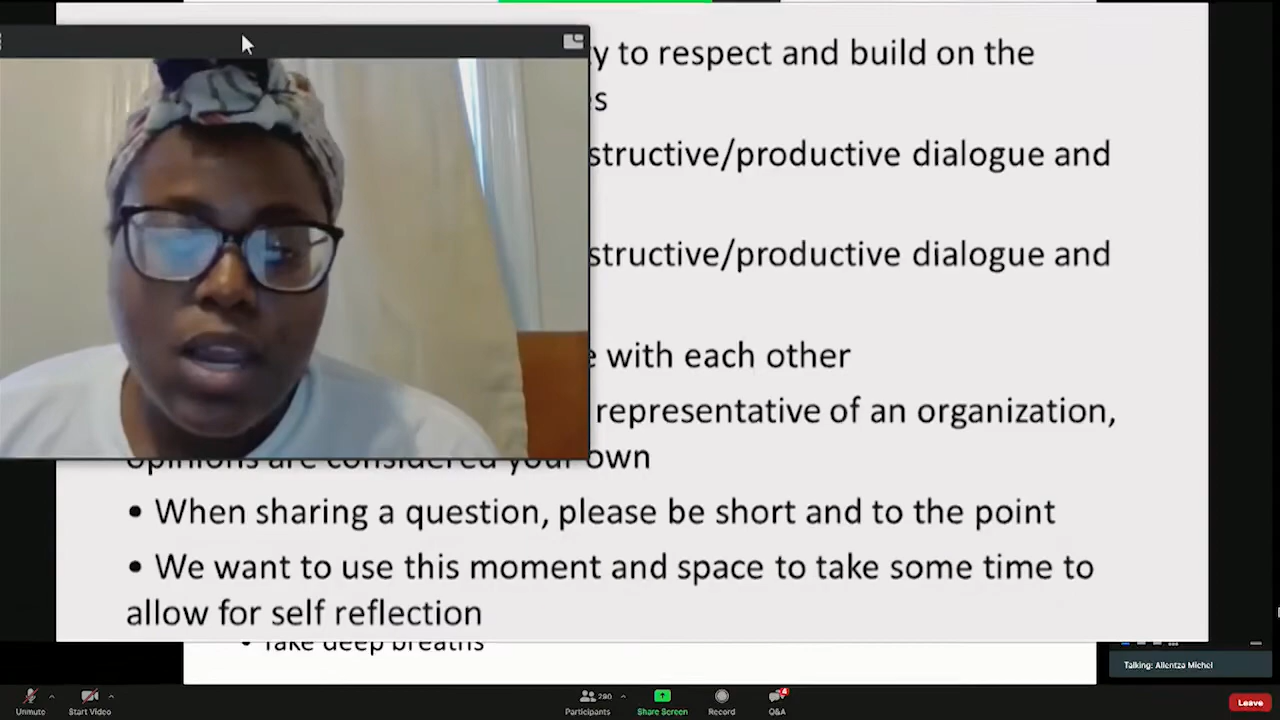 y to respect and build on the
s
structive/productive dialogue and
structive/productive dialogue and
e with each other
representative of an organization,
opinions are considered your own
• When sharing a question, please be short and to the point
• We want to use this moment and space to take some time to
allow for self reflection
• Take deep breaths
Talking: Allentza Michel
Unmute
Start Video
290
Participants
Share Screen
Record
4
Q&A
Leave